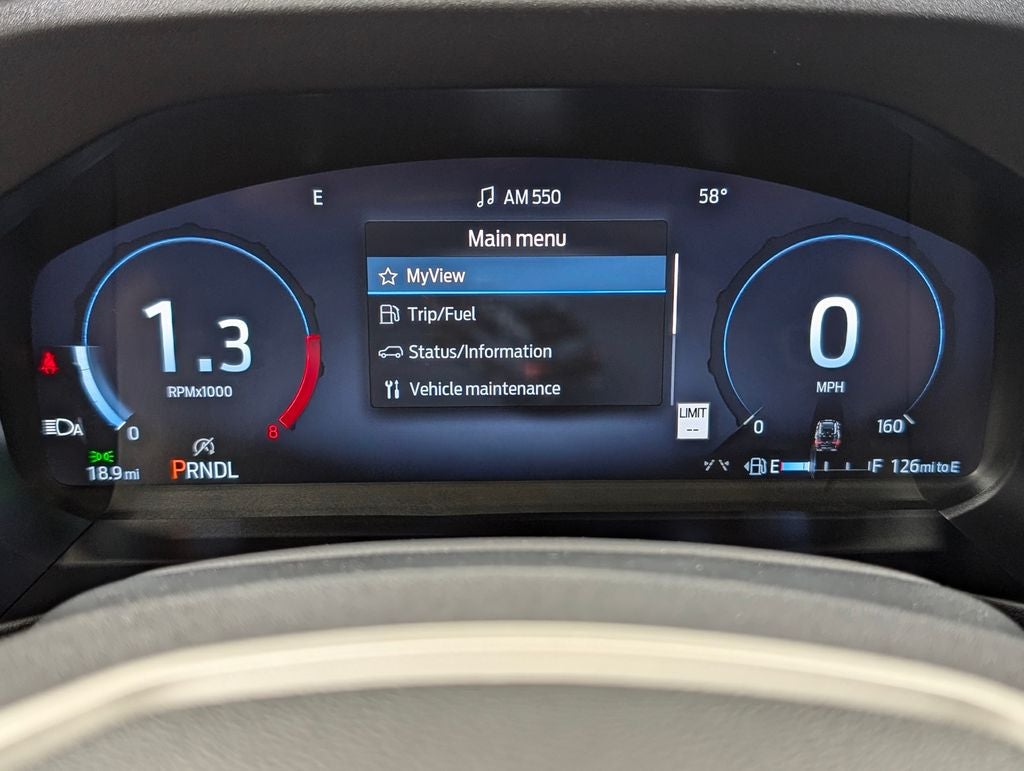 E
AM 550
58°
Main menu
MyView
Trip/Fuel
Status/Information
Vehicle maintenance
1.3
RPMx1000
0
8
A
18.9 mi
PRNDL
LIMIT
--
0
MPH
0
160
E
F
126 mi to E